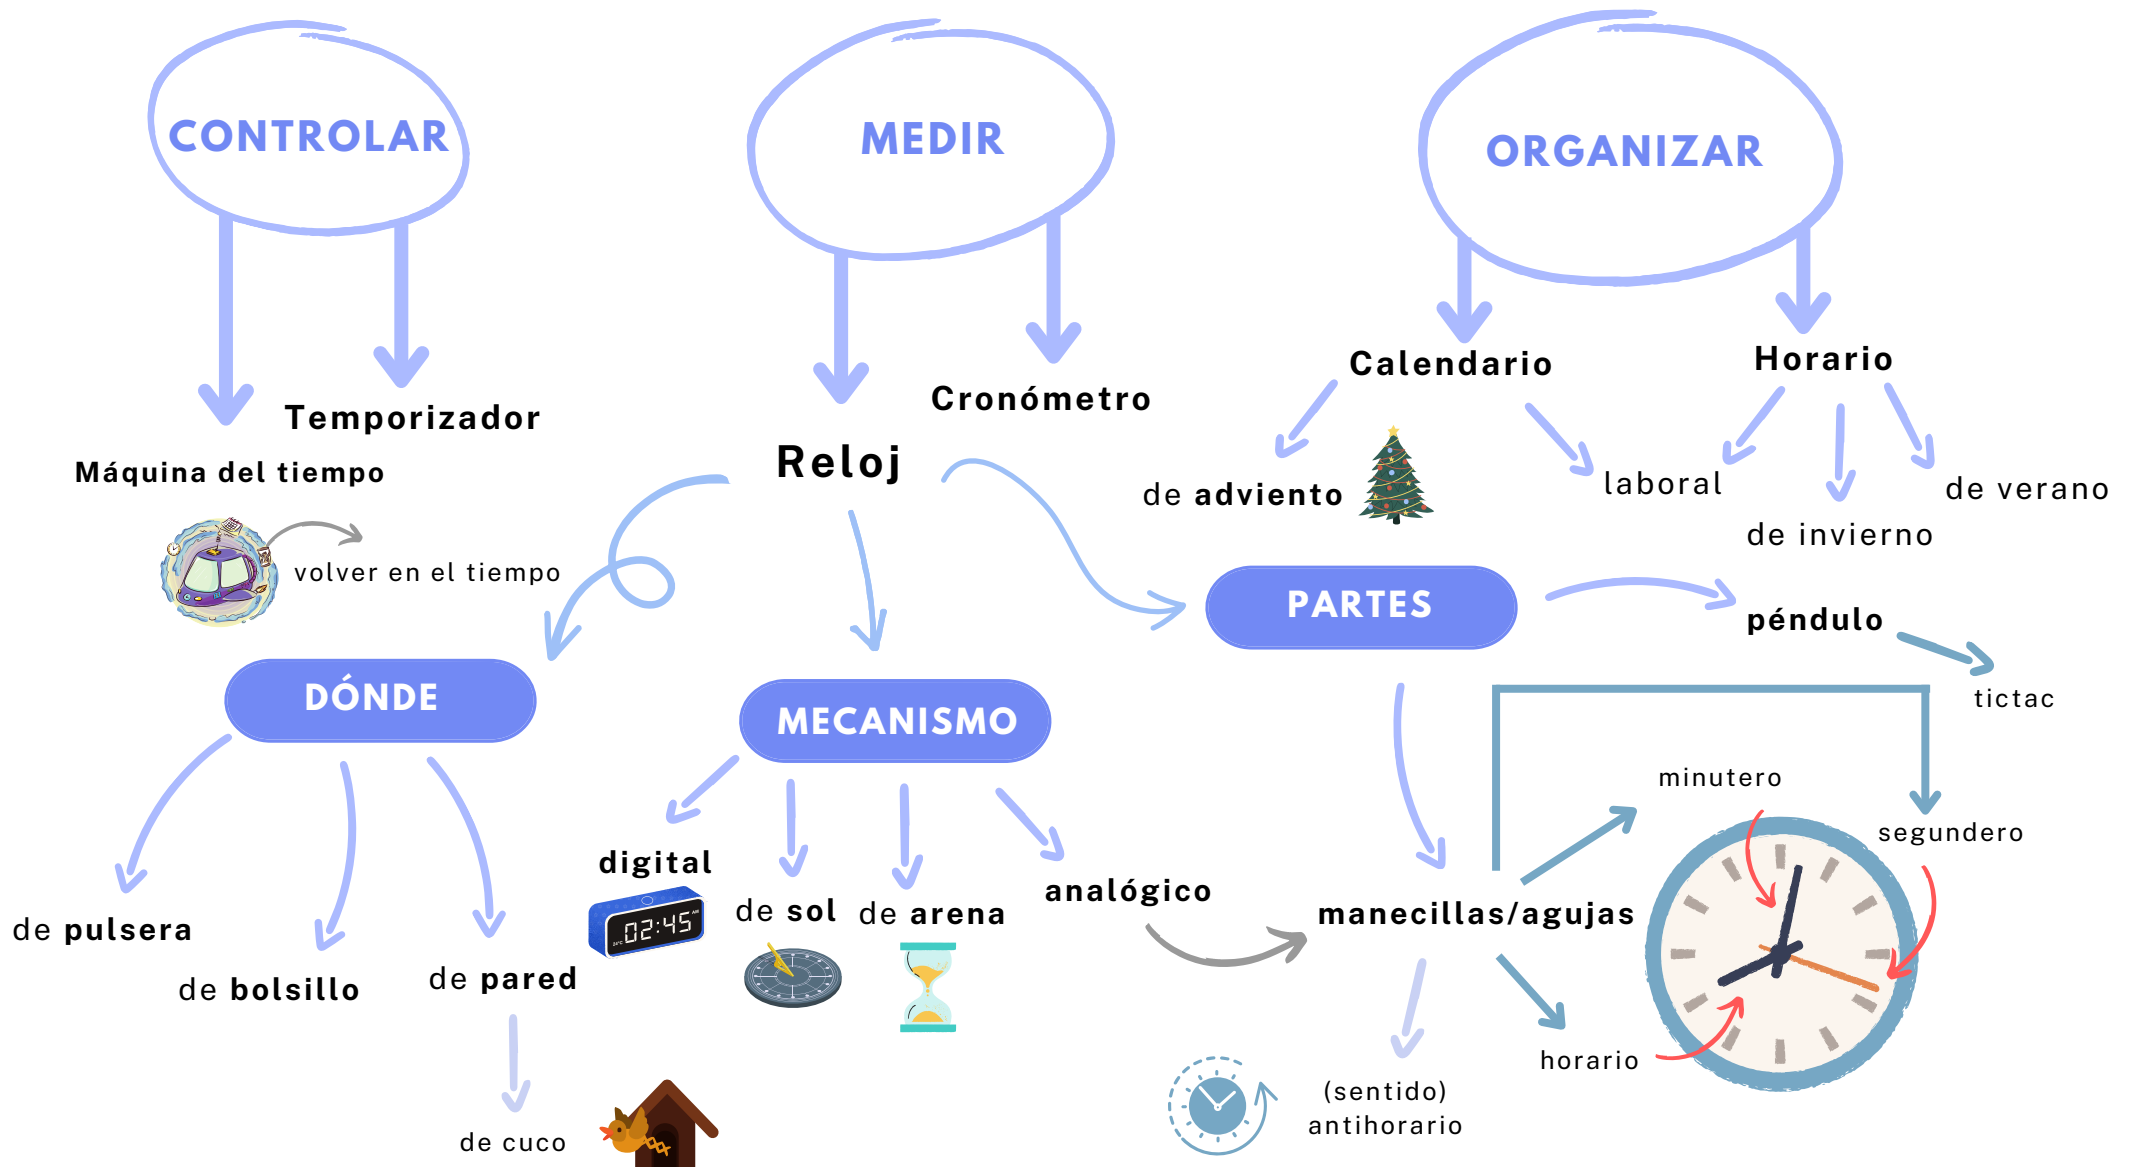 CONTROLAR
MEDIR
ORGANIZAR
Máquina del tiempo
Temporizador
volver en el tiempo
Reloj
Cronómetro
Calendario
Horario
de adviento
laboral
de invierno
de verano
DÓNDE
MECANISMO
PARTES
péndulo
tictac
de pulsera
de bolsillo
de pared
de cuco
digital
02:45
de sol
de arena
analógico
manecillas/agujas
minutero
segundero
horario
(sentido)
antihorario